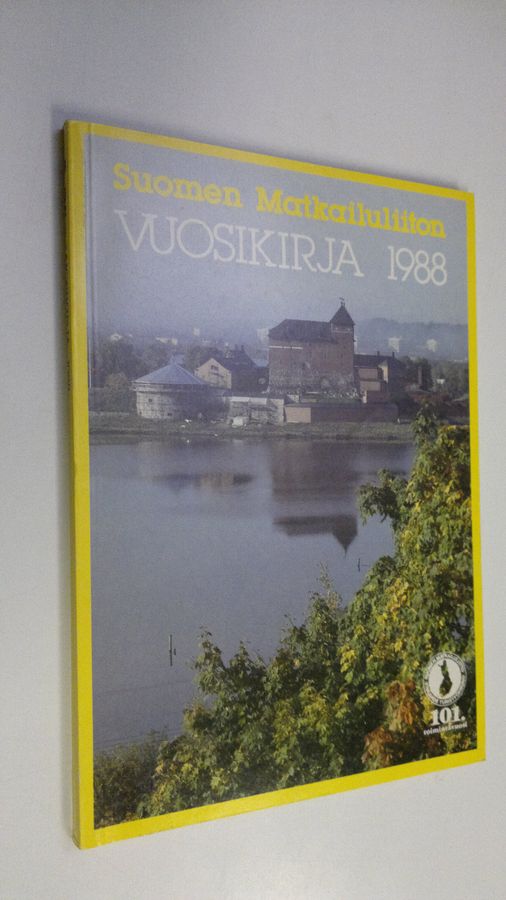 Suomen Matkailuliiton
VUOSIKIRJA 1988
101.
toimintavuosi